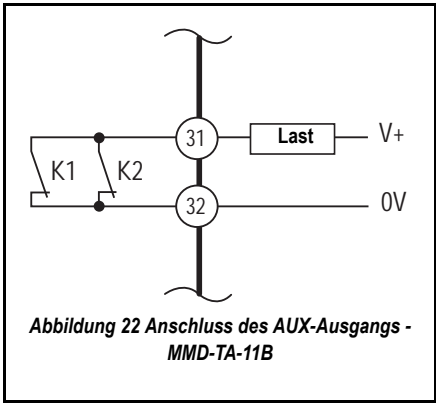 31 Last V+
K1 K2
32 0V
Abbildung 22 Anschluss des AUX-Ausgangs -
MMD-TA-11B